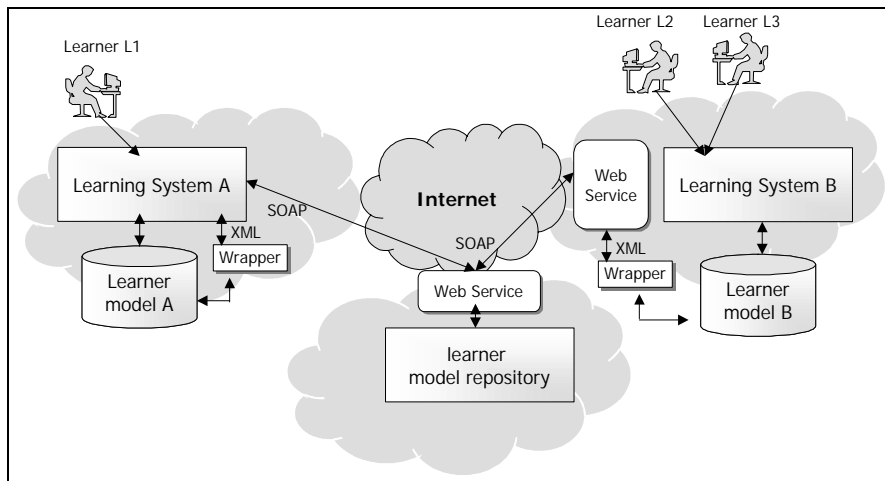 Learner L1
Learner L2
Learner L3
Learning System A
Internet
Web
Service
Learning System B
SOAP
XML
Wrapper
SOAP
XML
Wrapper
Learner
model A
Web Service
Learner
model B
learner
model repository